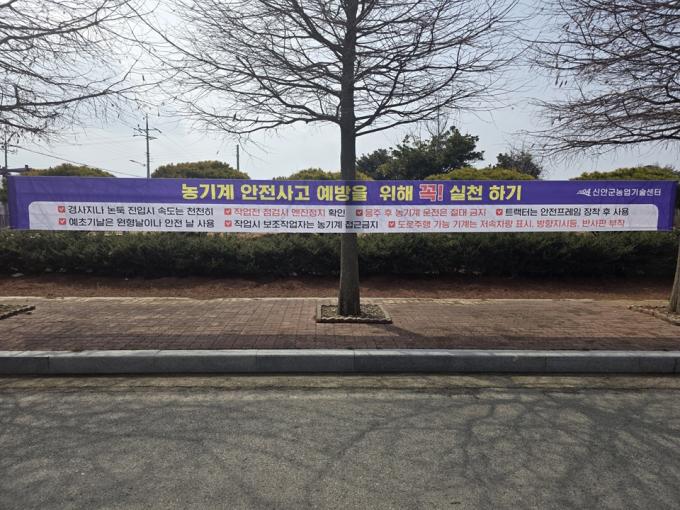 농기계 안전사고 예방을 위해 꼭! 실천 하기
신안군농업기술센터
경사지나 논둑 진입시 속도는 천천히 작업전 점검시 엔진정지 확인 음주 후 농기계 운전은 절대 금지 트랙터는 안전프레임 장착 후 사용
예초기날은 원형날이나 안전 날 사용 작업시 보조작업자는 농기계 접근금지 도로주행 가능 기계는 저속차량 표시, 방향지시등, 반사판 부착